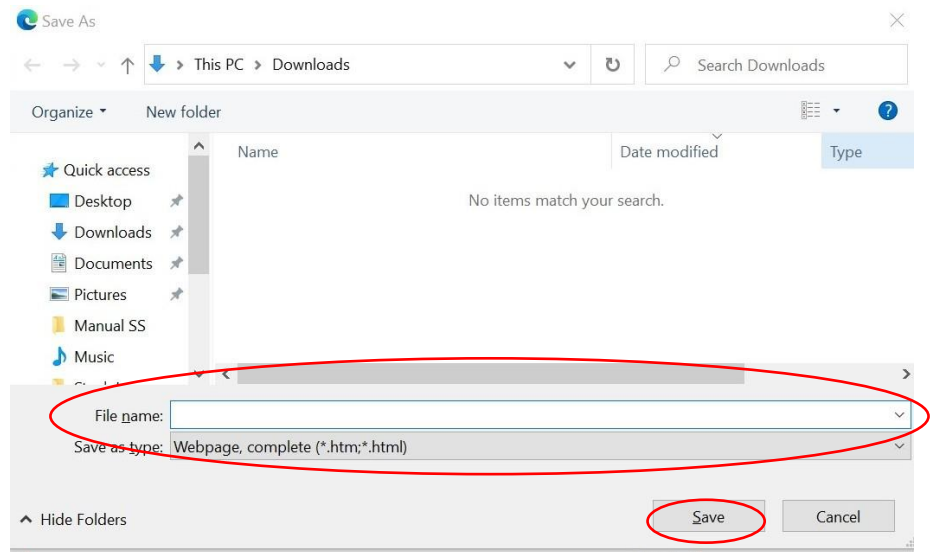 Save As
This PC > Downloads
Search Downloads
Organize
New folder
?
Name
Date modified
Type
Quick access
No items match your search.
Desktop
Downloads
Documents
Pictures
Manual SS
Music
File name:
Save as type: Webpage, complete (*.htm;*.html)
Hide Folders
Save
Cancel